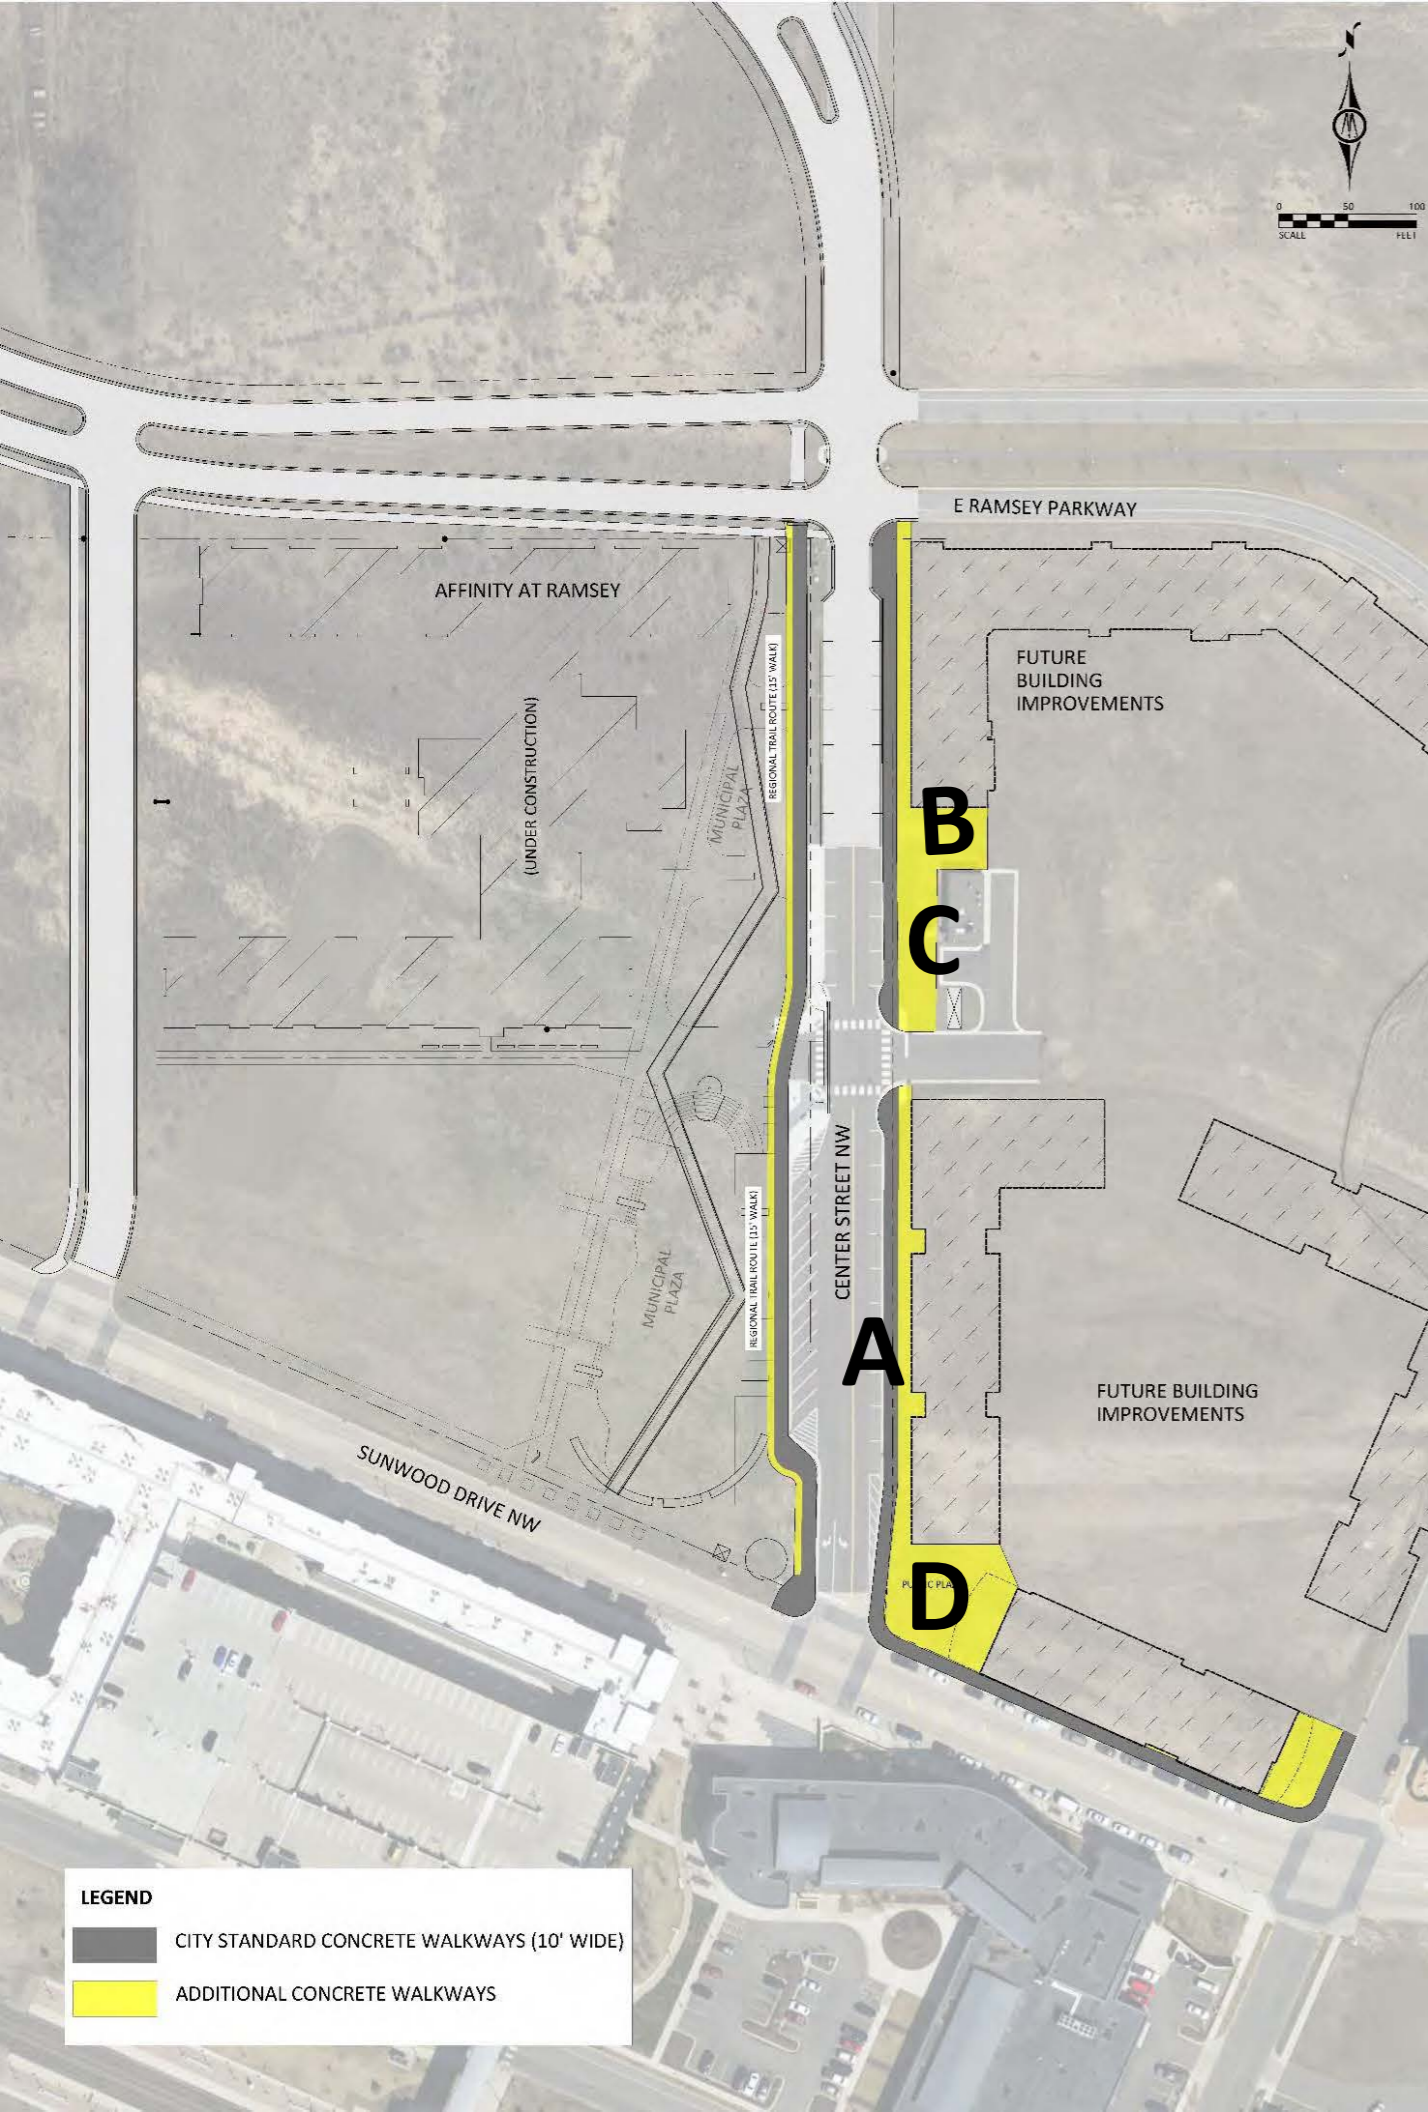 N
0 50 100
SCALE FEET
E RAMSEY PARKWAY
AFFINITY AT RAMSEY
(UNDER CONSTRUCTION)
REGIONAL TRAIL ROUTE (15' WALK)
MUNICIPAL
PLAZA
FUTURE
BUILDING
IMPROVEMENTS
B
C
CENTER STREET NW
REGIONAL TRAIL ROUTE (15' WALK)
MUNICIPAL
PLAZA
A
FUTURE BUILDING
IMPROVEMENTS
SUNWOOD DRIVE NW
D
LEGEND
CITY STANDARD CONCRETE WALKWAYS (10' WIDE)
ADDITIONAL CONCRETE WALKWAYS